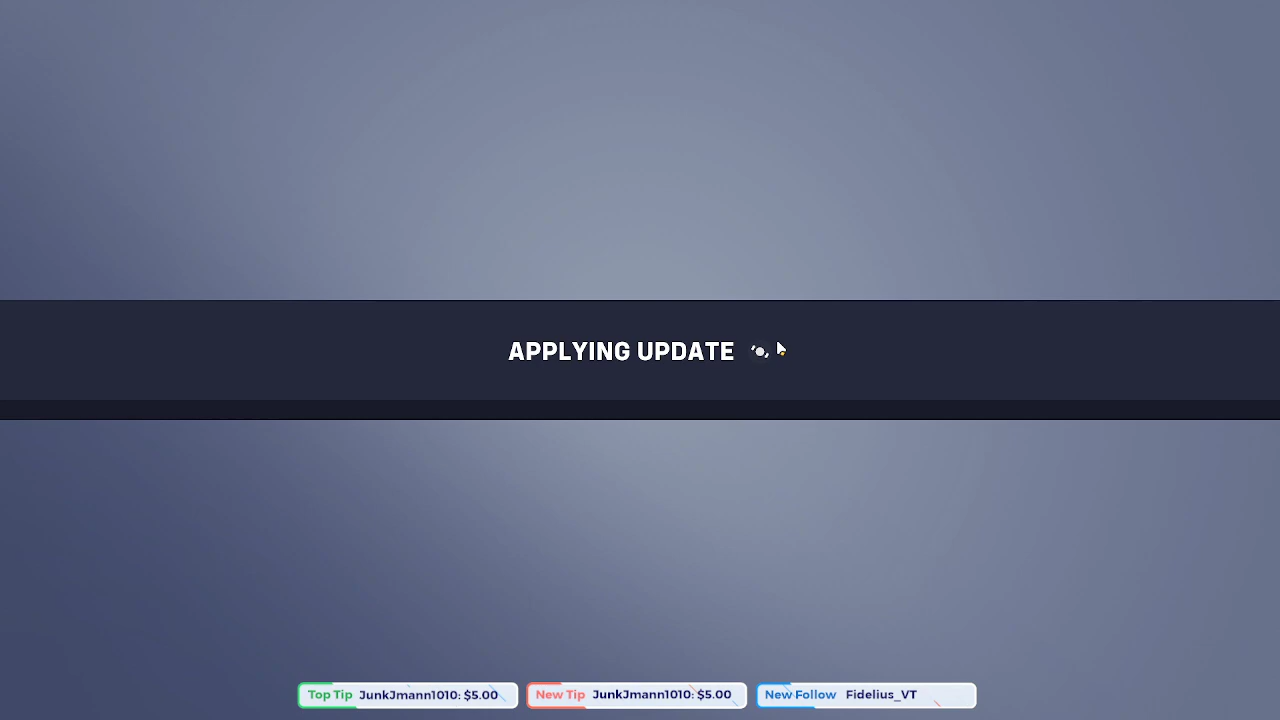 APPLYING UPDATE
Top Tip JunkJmann1010: $5.00
New Tip JunkJmann1010: $5.00
New Follow Fidelius_VT